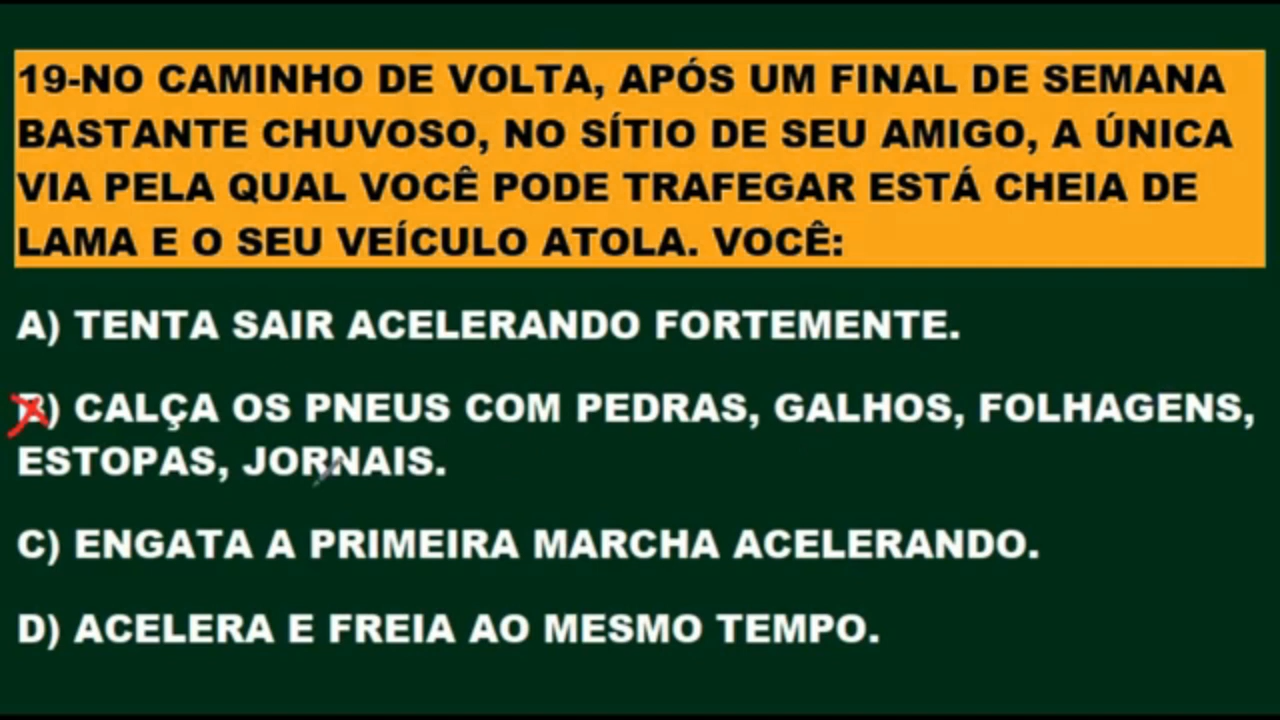 19-NO CAMINHO DE VOLTA, APÓS UM FINAL DE SEMANA
BASTANTE CHUVOSO, NO SÍTIO DE SEU AMIGO, A ÚNICA
VIA PELA QUAL VOCÊ PODE TRAFEGAR ESTÁ CHEIA DE
LAMA E O SEU VEÍCULO ATOLA. VOCÊ:
A) TENTA SAIR ACELERANDO FORTEMENTE.
B) CALÇA OS PNEUS COM PEDRAS, GALHOS, FOLHAGENS,
ESTOPAS, JORNAIS.
C) ENGATA A PRIMEIRA MARCHA ACELERANDO.
D) ACELERA E FREIA AO MESMO TEMPO.